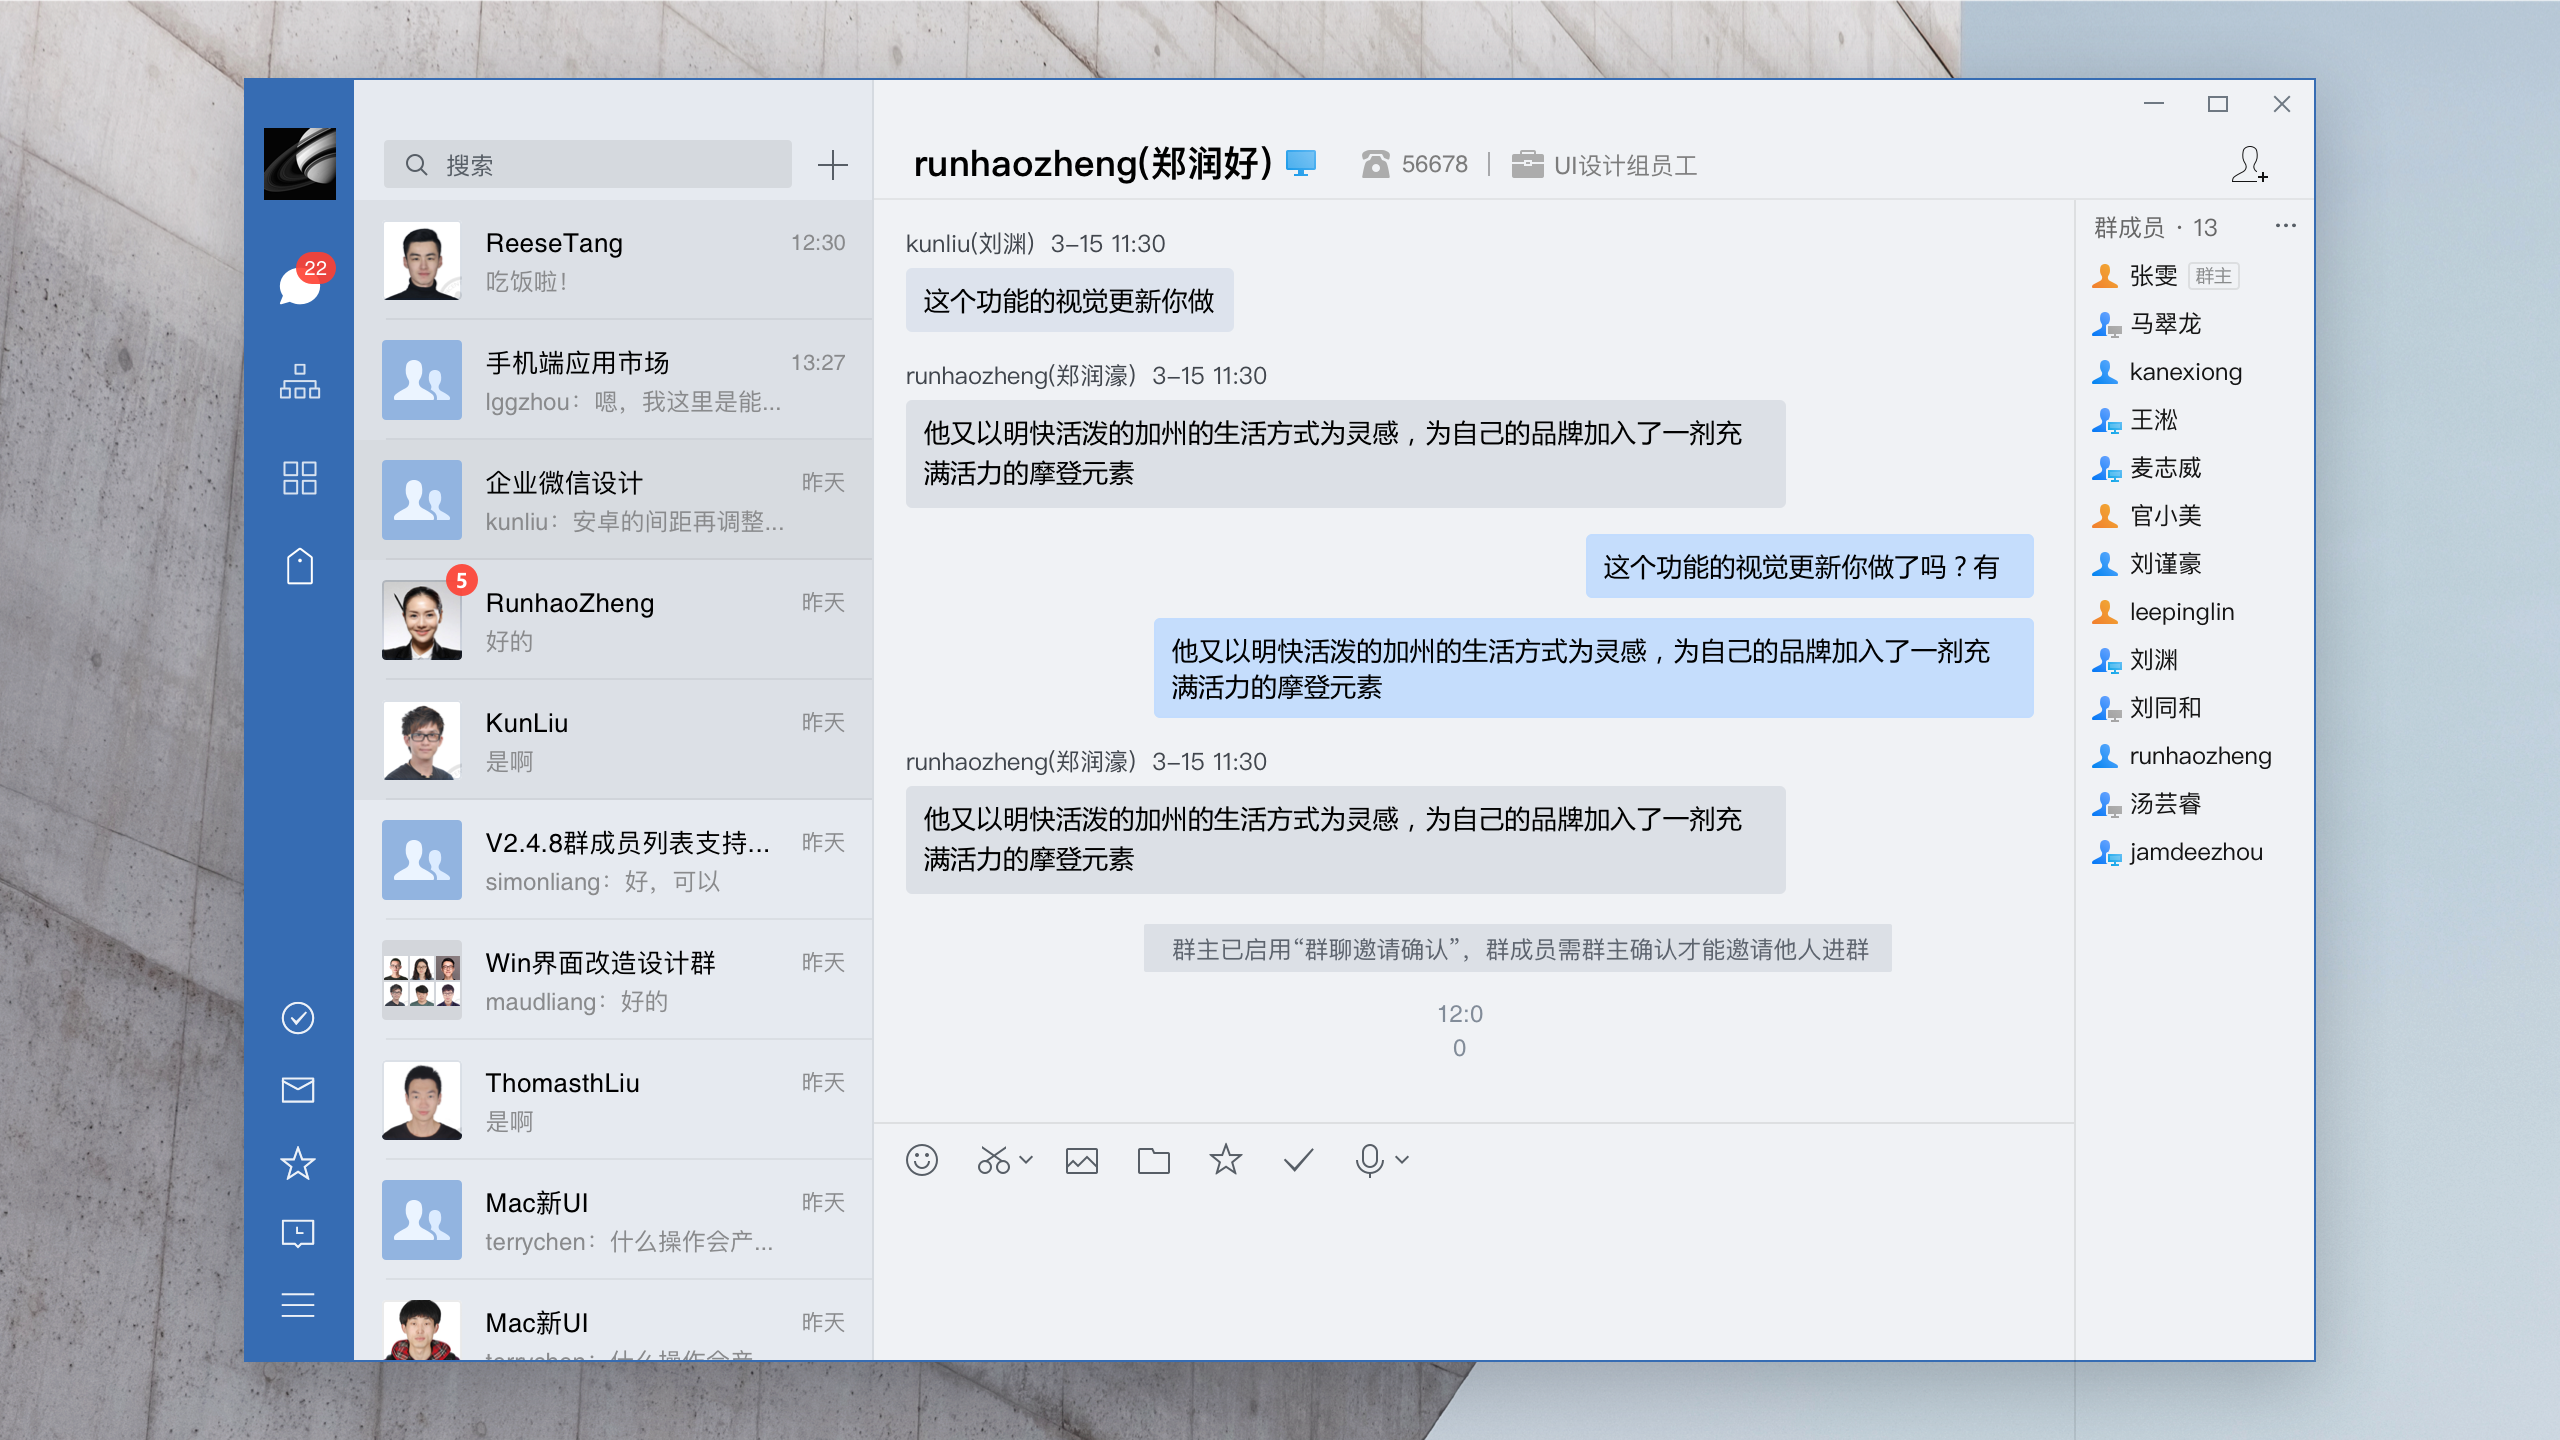 搜索
22
ReeseTang 12:30
吃饭啦！
手机端应用市场 13:27
lggzhou：嗯，我这里是能...
企业微信设计 昨天
kunliu：安卓的间距再调整...
5
RunhaoZheng 昨天
好的
KunLiu 昨天
是啊
V2.4.8群成员列表支持... 昨天
simonliang：好，可以
Win界面改造设计群 昨天
maudliang：好的
ThomasthLiu 昨天
是啊
Mac新UI 昨天
terrychen：什么操作会产...
Mac新UI 昨天
terrychen：什么操作会产
runhaozheng(郑润好) 56678 | UI设计组员工
kunliu(刘渊) 3-15 11:30
这个功能的视觉更新你做
runhaozheng(郑润濠) 3-15 11:30
他又以明快活泼的加州的生活方式为灵感，为自己的品牌加入了一剂充
满活力的摩登元素
这个功能的视觉更新你做了吗？有
他又以明快活泼的加州的生活方式为灵感，为自己的品牌加入了一剂充
满活力的摩登元素
runhaozheng(郑润濠) 3-15 11:30
他又以明快活泼的加州的生活方式为灵感，为自己的品牌加入了一剂充
满活力的摩登元素
群主已启用“群聊邀请确认”，群成员需群主确认才能邀请他人进群
12:0
0
群成员 · 13 ...
张雯 群主
马翠龙
kanexiong
王淞
麦志威
官小美
刘谨豪
leepinglin
刘渊
刘同和
runhaozheng
汤芸睿
jamdeezhou